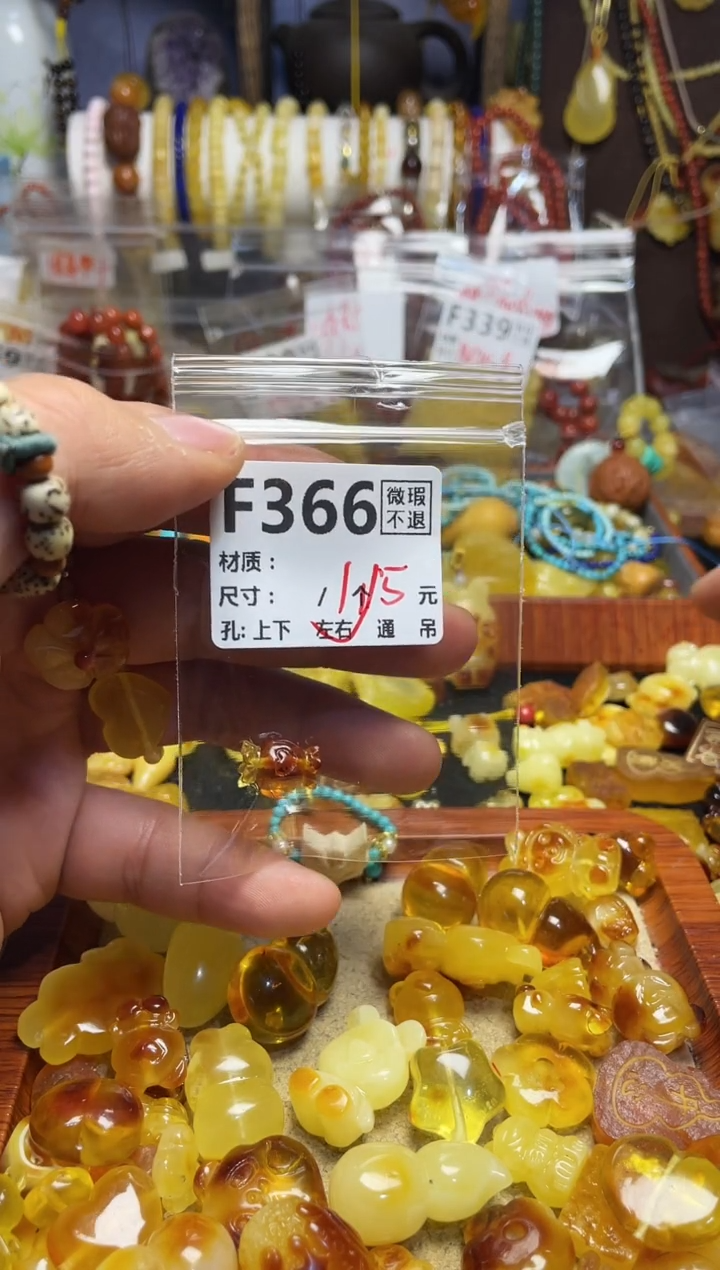 F339
F366 微瑕不退
材质：
尺寸： / 个 115 元
孔: 上下 左右 通 吊